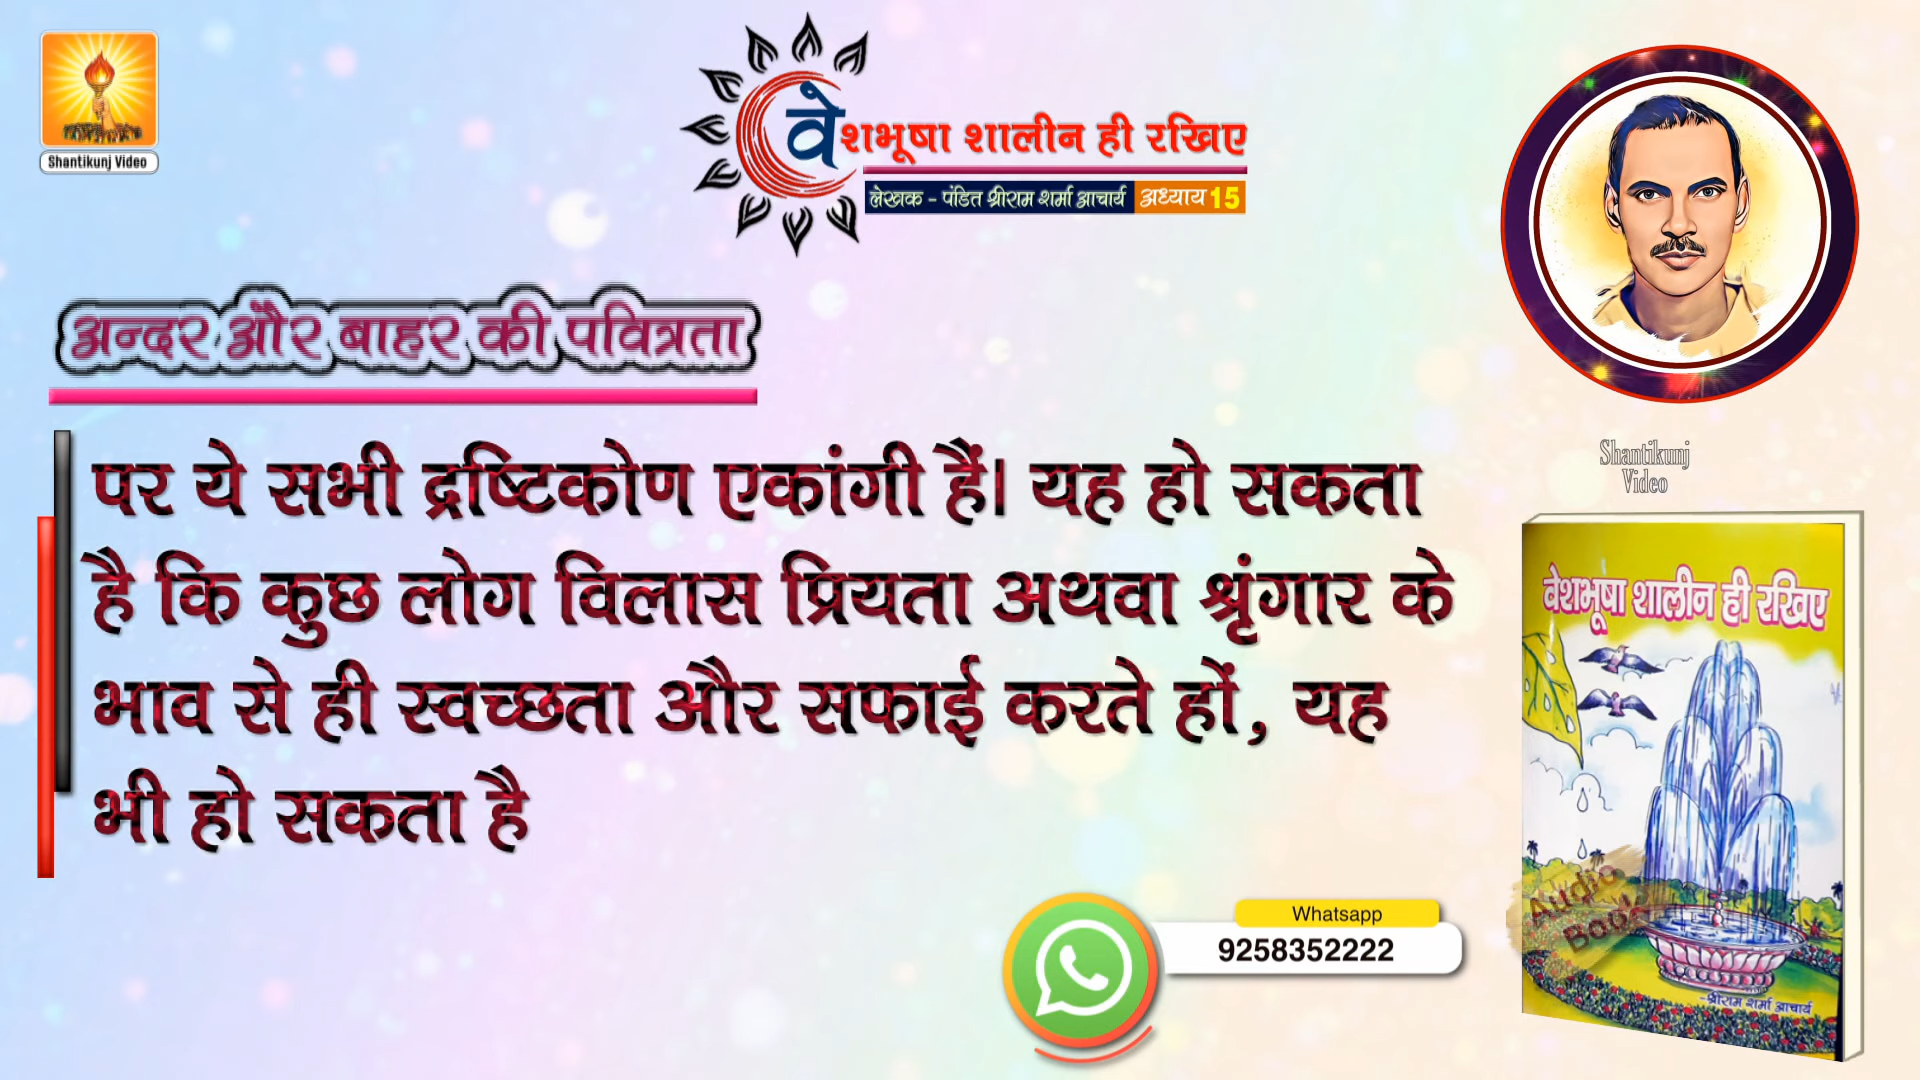 Shantikunj Video
वेशभूषा शालीन ही रखिए
लेखक - पंडित श्रीराम शर्मा आचार्य अध्याय 15
अन्दर और बाहर की पवित्रता
पर ये सभी द्रष्टिकोण एकांगी हैं। यह हो सकता
है कि कुछ लोग विलास प्रियता अथवा श्रृंगार के
भाव से ही स्वच्छता और सफाई करते हों, यह
भी हो सकता है
Shantikunj
Video
वेशभूषा शालीन ही रखिए
Audio
Book
-श्रीराम शर्मा आचार्य
Whatsapp
9258352222